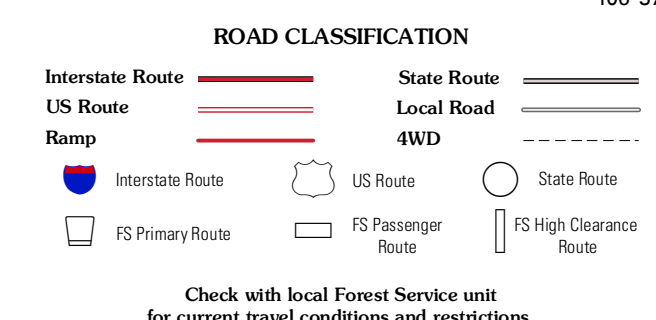 ROAD CLASSIFICATION
Interstate Route
State Route
US Route
Local Road
Ramp
4WD
Interstate Route
US Route
State Route
FS Primary Route
FS Passenger
Route
FS High Clearance
Route
Check with local Forest Service unit
for current travel conditions and restrictions